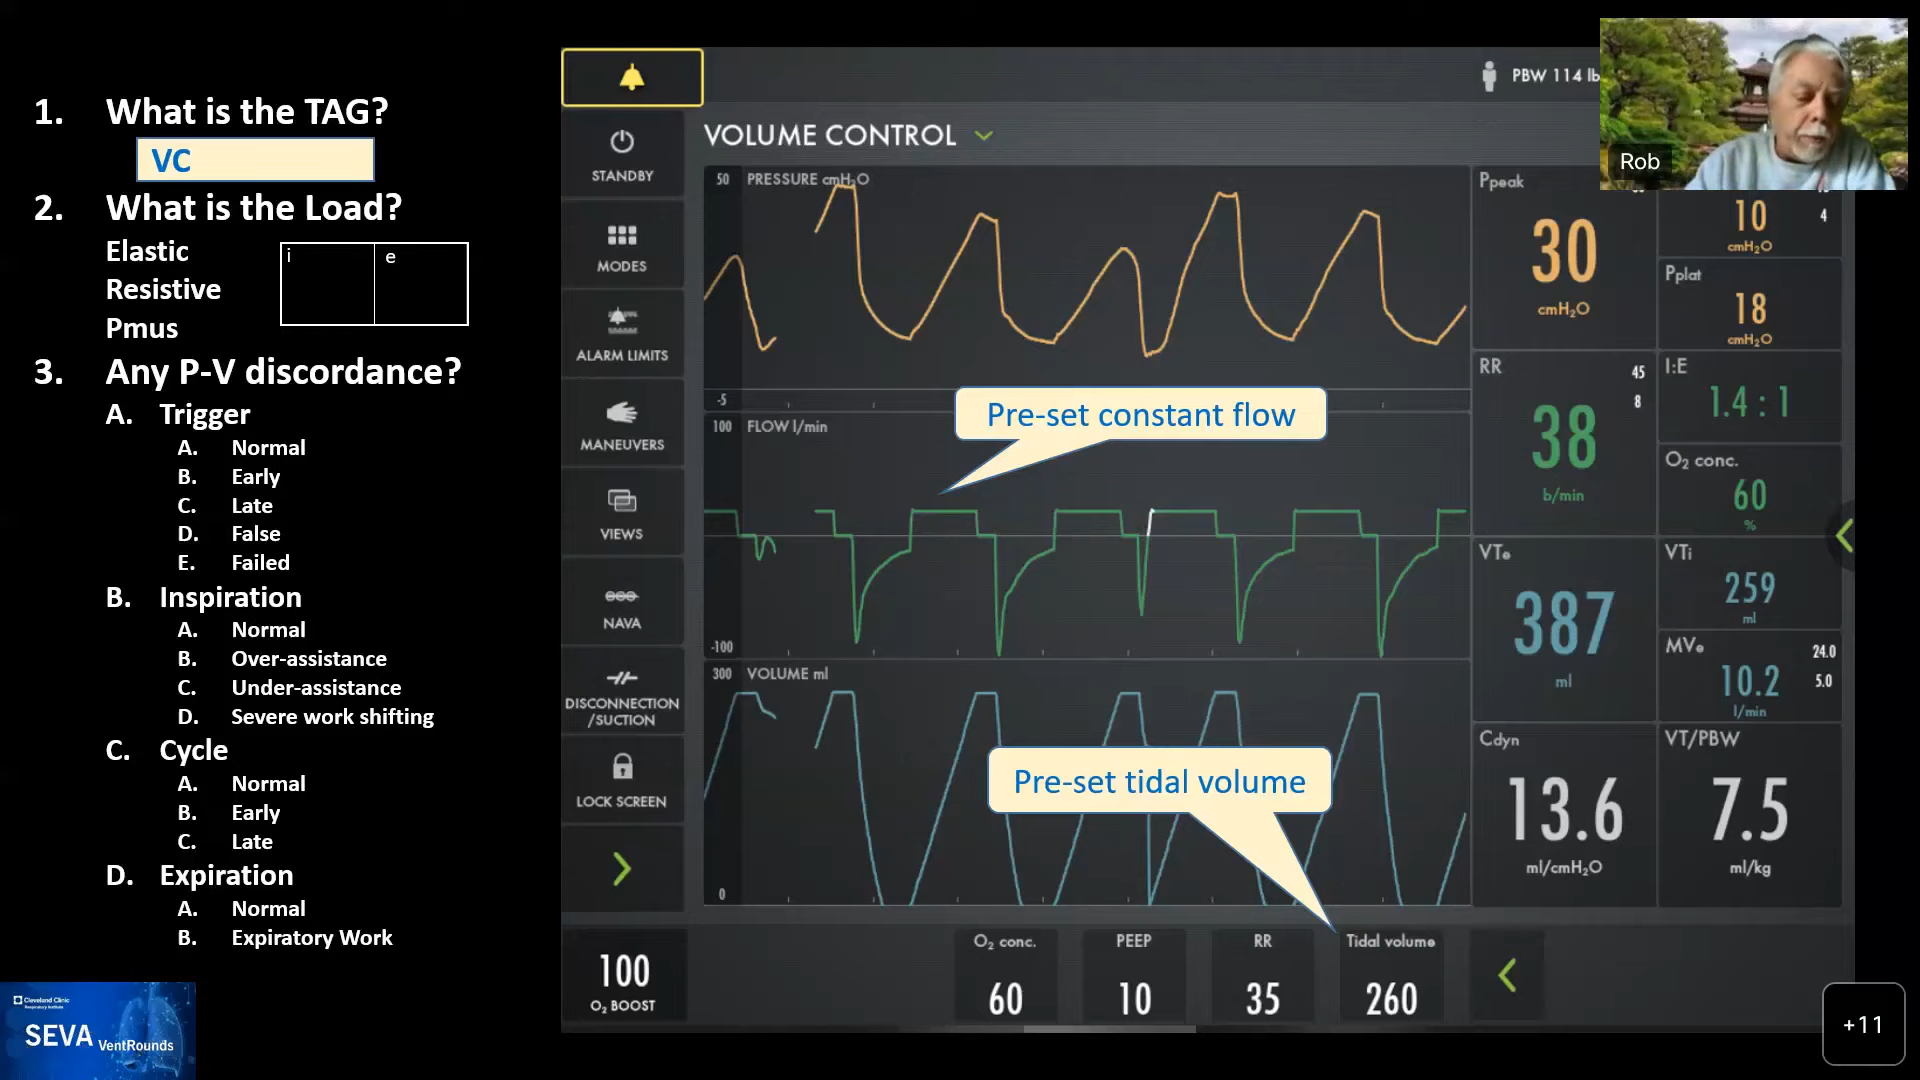 1. What is the TAG?
VC
2. What is the Load?
Elastic
Resistive
Pmus
i e
3. Any P-V discordance?
A. Trigger
A. Normal
B. Early
C. Late
D. False
E. Failed
B. Inspiration
A. Normal
B. Over-assistance
C. Under-assistance
D. Severe work shifting
C. Cycle
A. Normal
B. Early
C. Late
D. Expiration
A. Normal
B. Expiratory Work
Cleveland Clinic
SEVA VentRounds
STANDBY
MODES
ALARM LIMITS
MANEUVERS
VIEWS
NAVA
DISCONNECTION
/SUCTION
LOCK SCREEN
100
O₂ BOOST
PBW 114 lb
VOLUME CONTROL
50 PRESSURE cmH₂O
-5
Pre-set constant flow
100 FLOW l/min
-100
300 VOLUME ml
0
Pre-set tidal volume
Ppeak
30
cmH₂O
10
4
cmH₂O
Pplat
18
cmH₂O
RR
45
8
38
b/min
I:E
1.4 : 1
O₂ conc.
60
%
VTe
387
ml
VTi
259
ml
MVe
24.0
5.0
10.2
l/min
Cdyn
13.6
ml/cmH₂O
VT/PBW
7.5
ml/kg
O₂ conc.
60
PEEP
10
RR
35
Tidal volume
260
Rob
+11